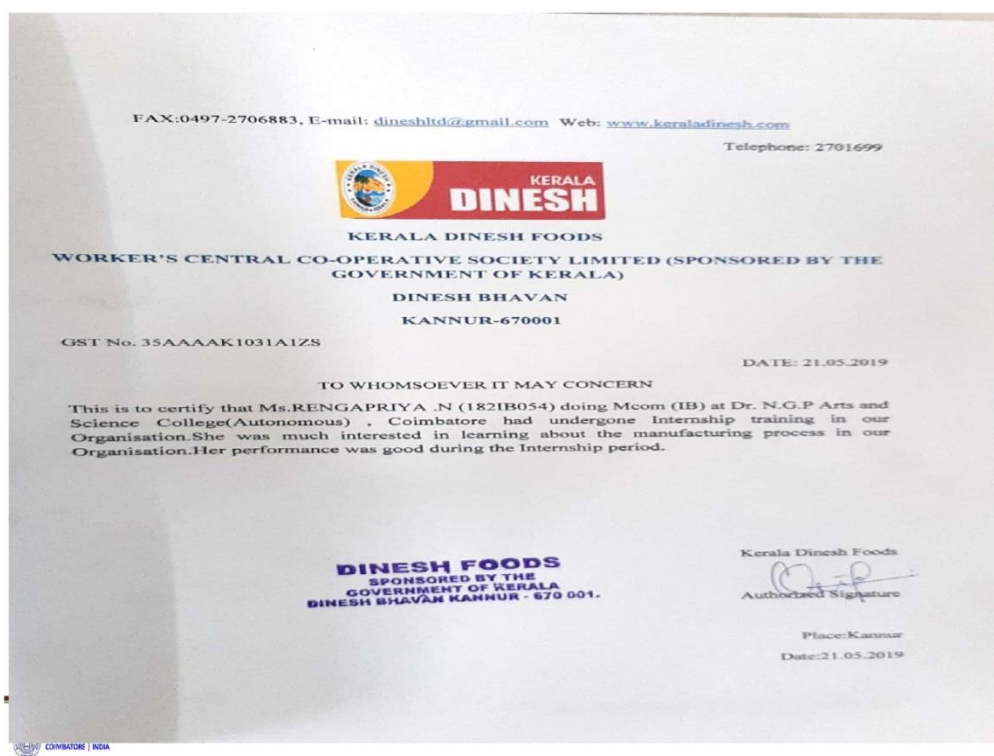 FAX:0497-2706883, E-mail: dineshltd@gmail.com Web: www.keraladinesh.com
Telephone: 2701699
KERALA
DINESH
KERALA DINESH FOODS
WORKER'S CENTRAL CO-OPERATIVE SOCIETY LIMITED (SPONSORED BY THE
GOVERNMENT OF KERALA)
DINESH BHAVAN
KANNUR-670001
GST No. 35AAAAK1031A1ZS
DATE: 21.05.2019
TO WHOMSOEVER IT MAY CONCERN
This is to certify that Ms.RENGAPRIYA .N (182IB054) doing Mcom (IB) at Dr. N.G.P Arts and
Science College(Autonomous) , Coimbatore had undergone Internship training in our
Organisation.She was much interested in learning about the manufacturing process in our
Organisation.Her performance was good during the Internship period.
DINESH FOODS
SPONSORED BY THE
GOVERNMENT OF KERALA
DINESH BHAVAN KANNUR - 670 001.
Kerala Dinesh Foods
Authorized Signature
Place:Kannur
Date:21.05.2019
COIMBATORE | INDIA